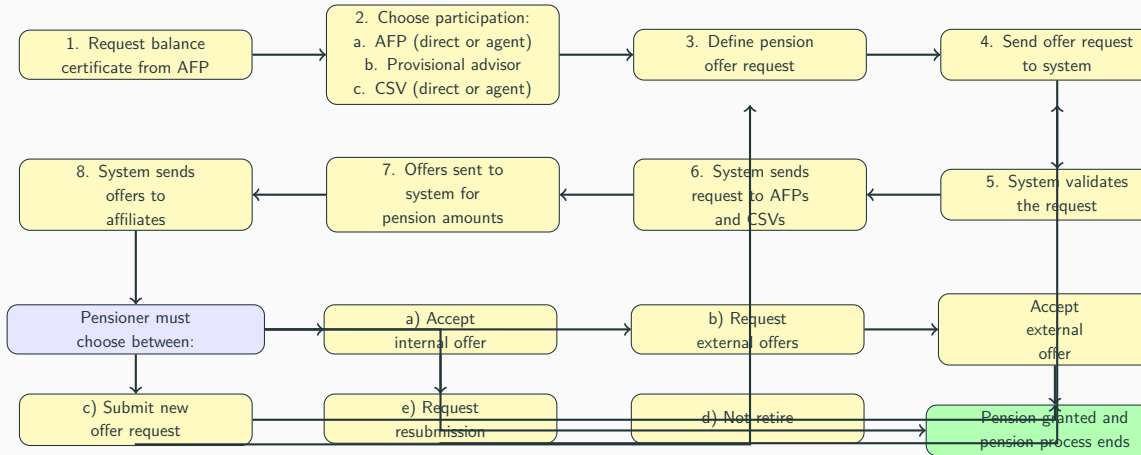 1. Request balance
certificate from AFP
2. Choose participation:
a. AFP (direct or agent)
b. Provisional advisor
c. CSV (direct or agent)
3. Define pension
offer request
4. Send offer request
to system
8. System sends
offers to
affiliates
7. Offers sent to
system for
pension amounts
6. System sends
request to AFPs
and CSVs
5. System validates
the request
Pensioner must
choose between:
a) Accept
internal offer
b) Request
external offers
Accept
external
offer
c) Submit new
offer request
e) Request
resubmission
d) Not retire
Pension granted and
pension process ends